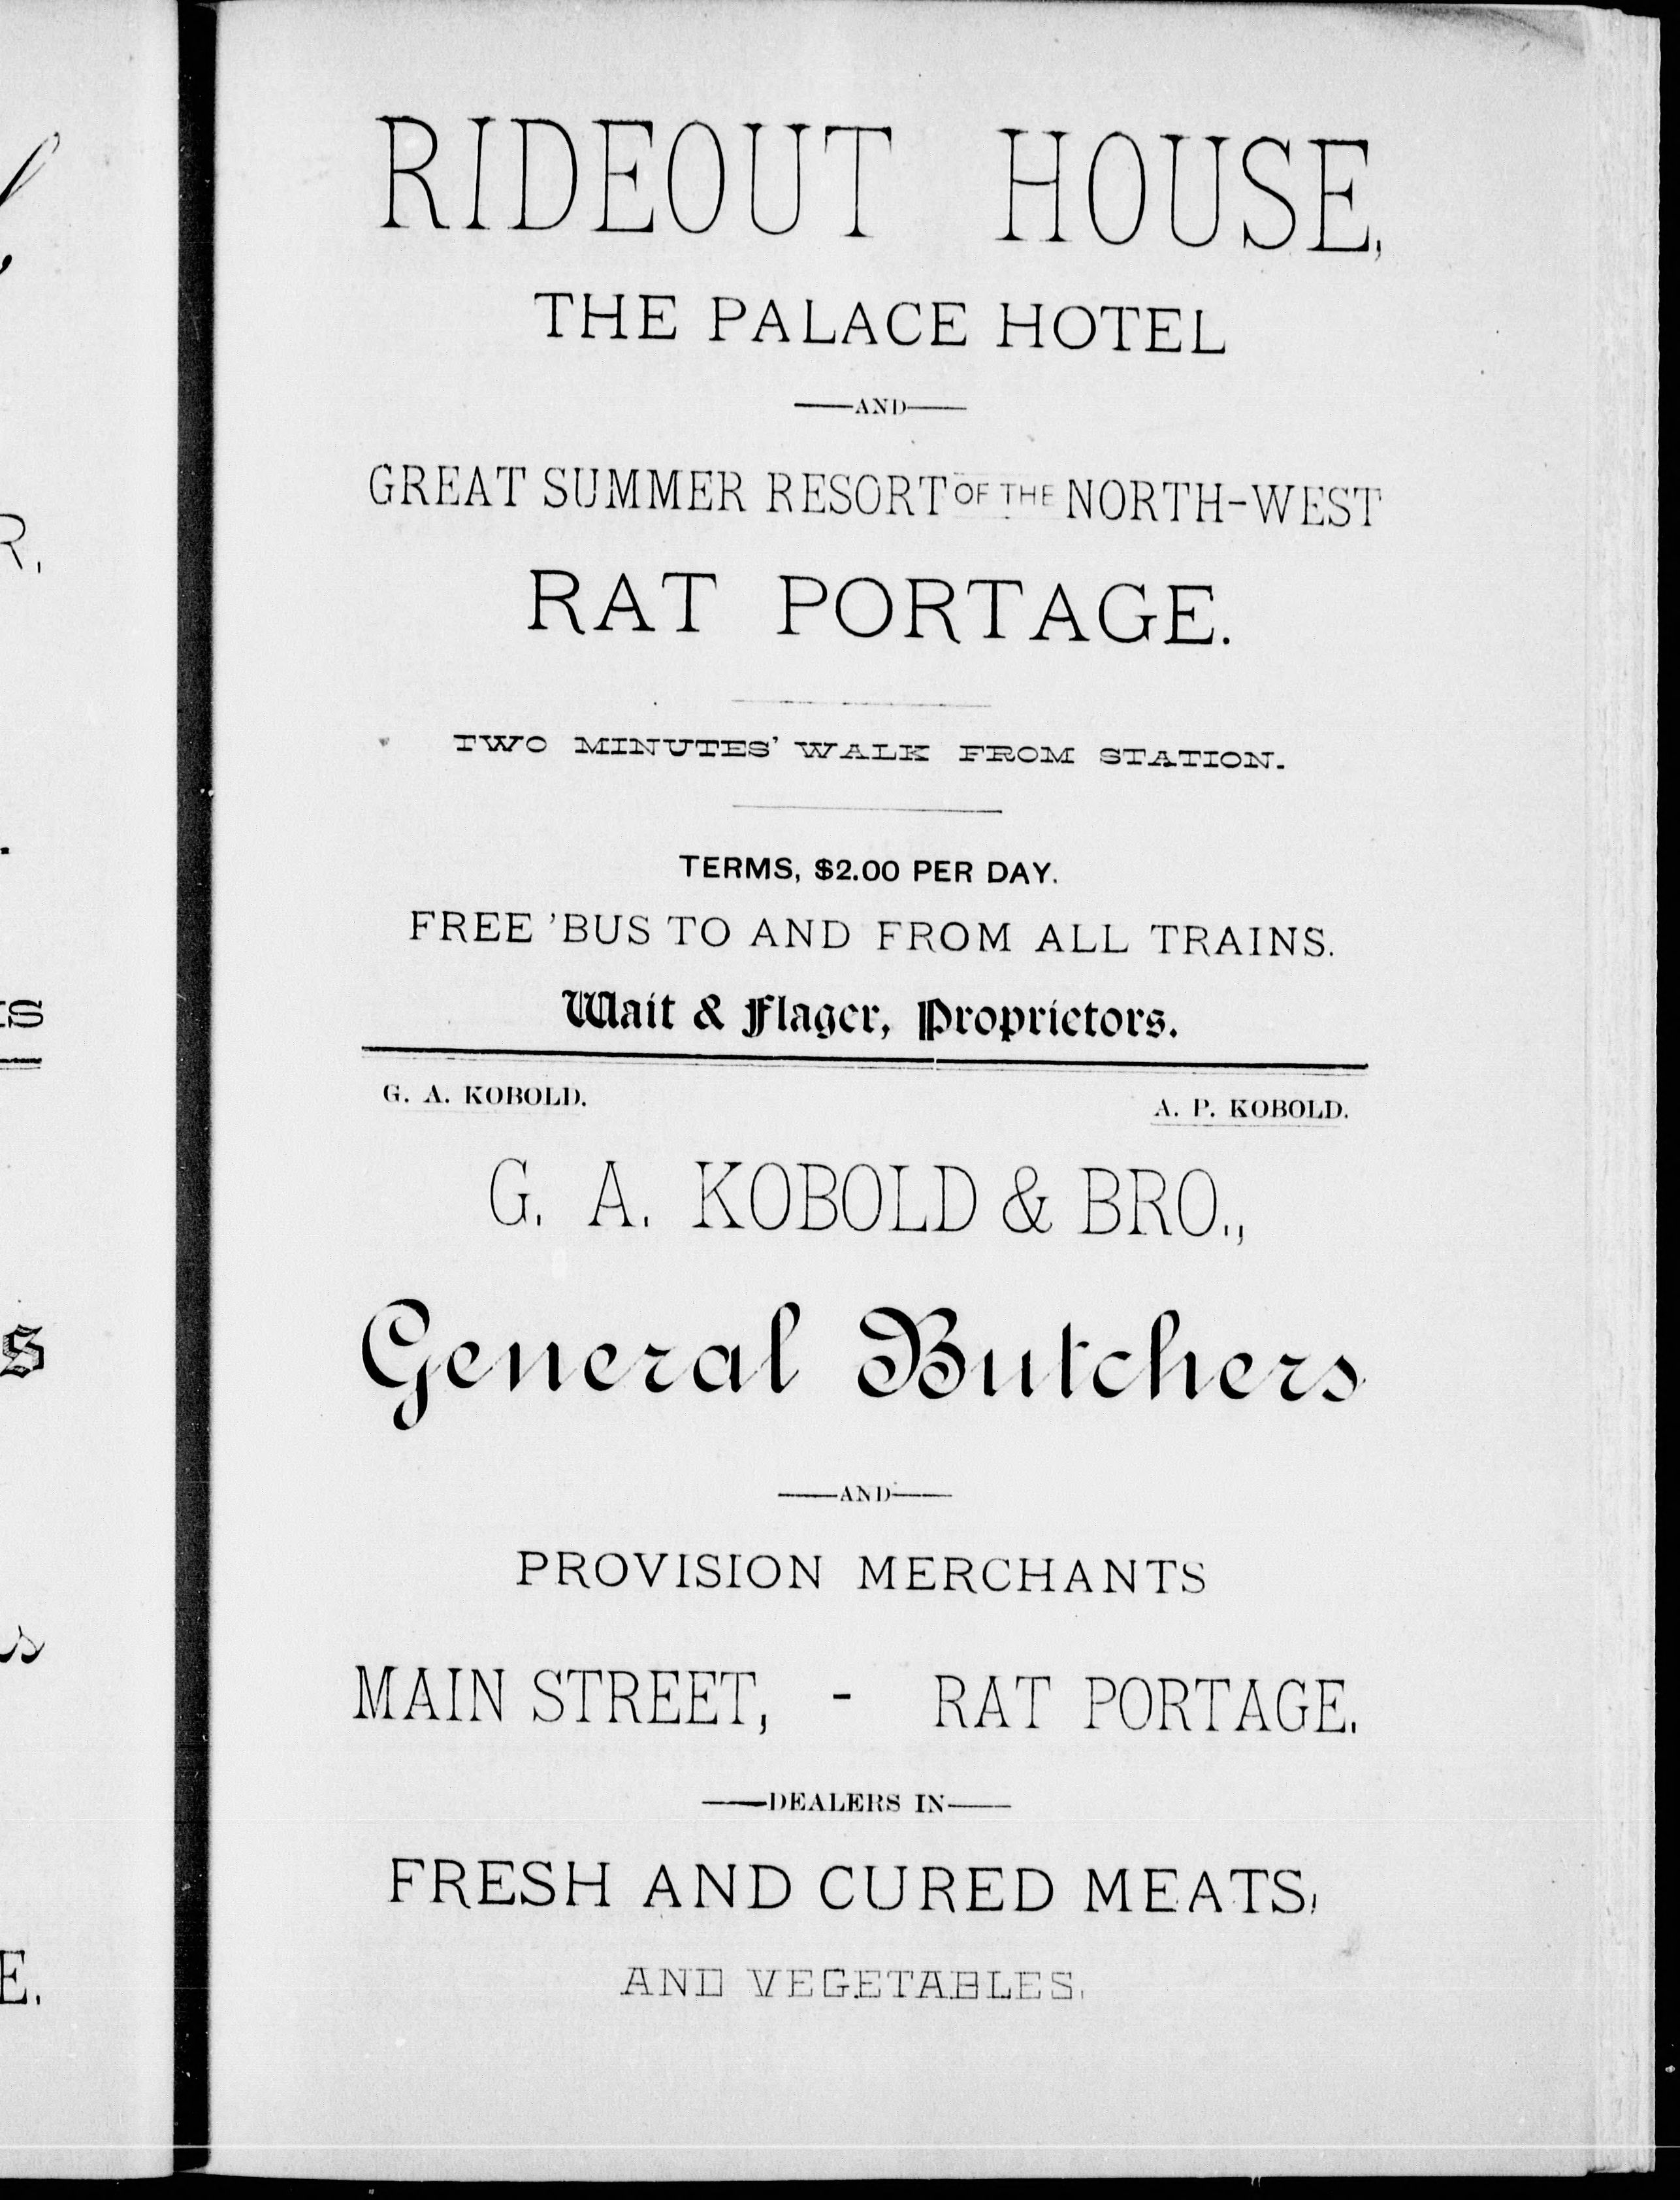 RIDEOUT HOUSE,
THE PALACE HOTEL
AND
GREAT SUMMER RESORT OF THE NORTH-WEST
RAT PORTAGE.
TWO MINUTES' WALK FROM STATION.
TERMS, $2.00 PER DAY.
FREE 'BUS TO AND FROM ALL TRAINS.
Wait & Flager, Proprietors.
G. A. KOBOLD. A. P. KOBOLD.
G. A. KOBOLD & BRO.,
General Butchers
AND
PROVISION MERCHANTS
MAIN STREET, - RAT PORTAGE.
DEALERS IN
FRESH AND CURED MEATS,
AND VEGETABLES.